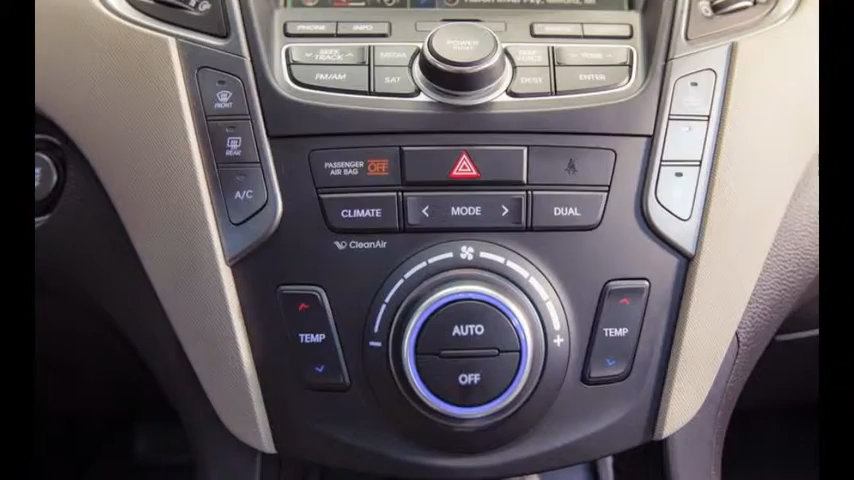 PHONE INFO
SEEK TRACK MEDIA POWER
FM/AM SAT DEST ENTER
FRONT
REAR
A/C
PASSENGER AIR BAG OFF
CLIMATE < MODE > DUAL
CleanAir
TEMP AUTO TEMP
- +
OFF